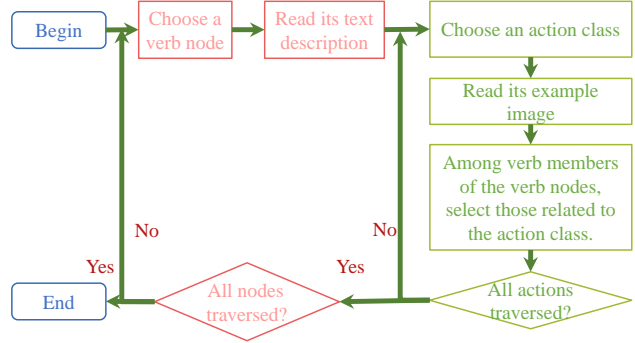 Begin
Choose a
verb node
Read its text
description
Choose an action class
Read its example
image
Among verb members
of the verb nodes,
select those related to
the action class.
No
No
Yes
Yes
End
All nodes
traversed?
All actions
traversed?